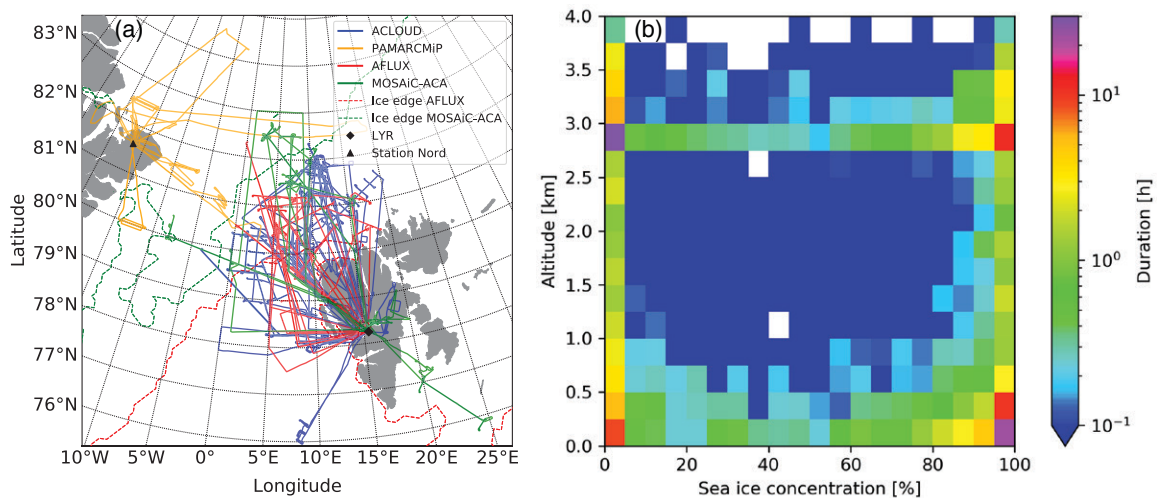 (a)
83°N
82°N
81°N
80°N
79°N
78°N
77°N
76°N
Latitude
10°W 5°W 0° 5°E 10°E 15°E 20°E 25°E
Longitude
ACLOUD
PAMARCMiP
AFLUX
MOSAiC-ACA
Ice edge AFLUX
Ice edge MOSAiC-ACA
LYR
Station Nord
(b)
4.0
3.5
3.0
2.5
2.0
1.5
1.0
0.5
0.0
Altitude [km]
0 20 40 60 80 100
Sea ice concentration [%]
10¹
10⁰
10⁻¹
Duration [h]